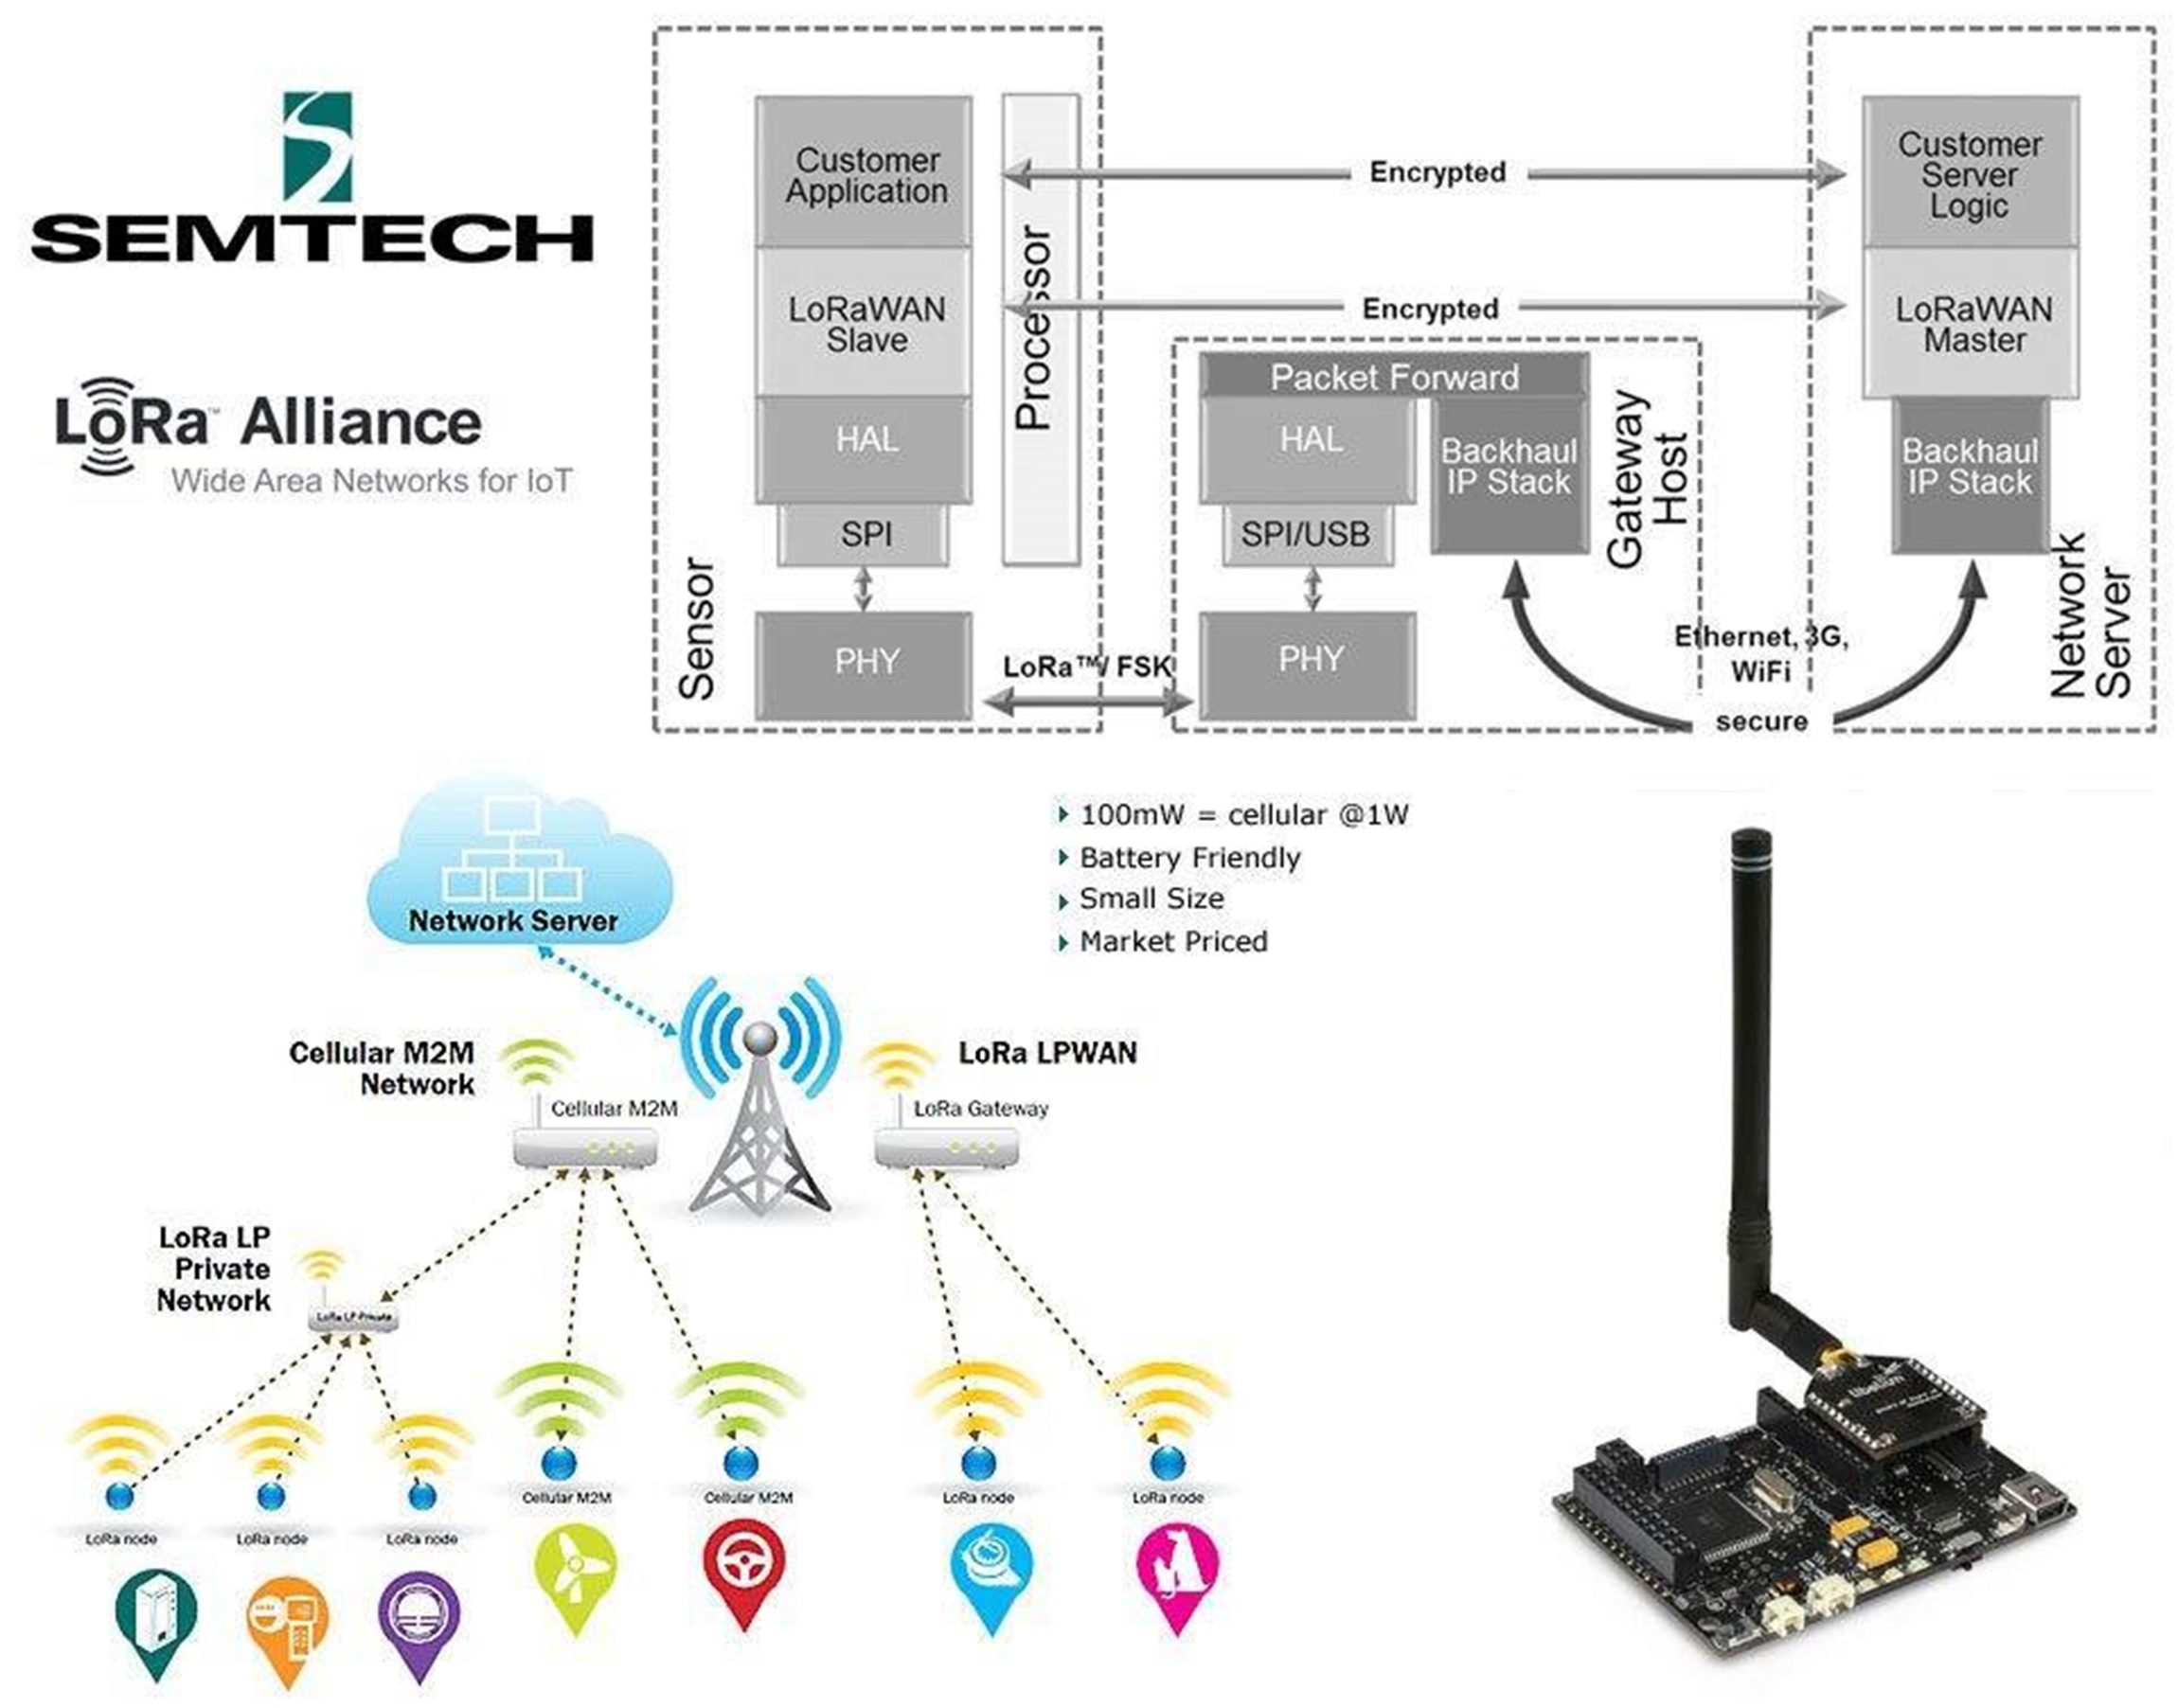 SEMTECH
LoRa™ Alliance
Wide Area Networks for IoT
Customer
Application
LoRaWAN
Slave
HAL
SPI
PHY
Sensor
Processor
Encrypted
Encrypted
LoRa™/ FSK
Packet Forward
HAL
Backhaul
IP Stack
SPI/USB
PHY
Gateway
Host
Ethernet, 3G,
WiFi
secure
Customer
Server
Logic
LoRaWAN
Master
Backhaul
IP Stack
Network
Server
100mW = cellular @1W
Battery Friendly
Small Size
Market Priced
Network Server
Cellular M2M
Network
Cellular M2M
LoRa LPWAN
LoRa Gateway
LoRa LP
Private
Network
LoRa LP Private
LoRa node
LoRa node
LoRa node
Cellular M2M
Cellular M2M
LoRa node
LoRa node
libelium